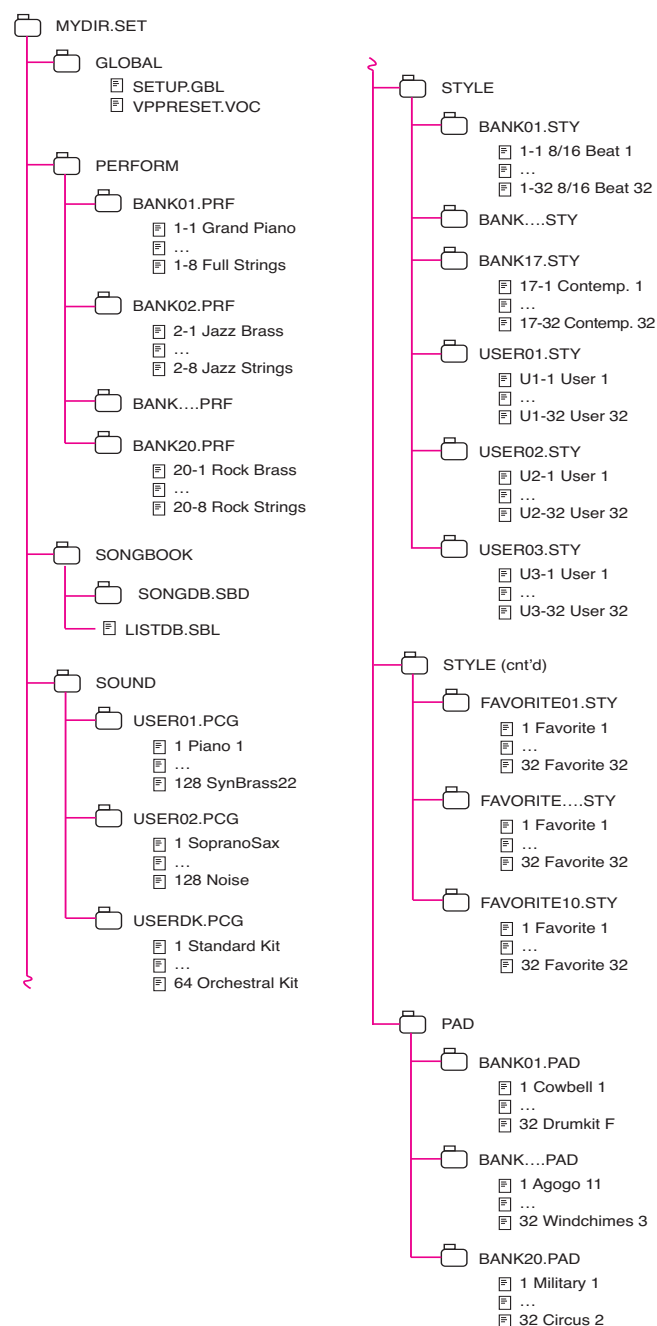 MYDIR.SET
GLOBAL
SETUP.GBL
VPPRESET.VOC
PERFORM
BANK01.PRF
1-1 Grand Piano
…
1-8 Full Strings
BANK02.PRF
2-1 Jazz Brass
…
2-8 Jazz Strings
BANK….PRF
BANK20.PRF
20-1 Rock Brass
…
20-8 Rock Strings
SONGBOOK
SONGDB.SBD
LISTDB.SBL
SOUND
USER01.PCG
1 Piano 1
…
128 SynBrass22
USER02.PCG
1 SopranoSax
…
128 Noise
USERDK.PCG
1 Standard Kit
…
64 Orchestral Kit
STYLE
BANK01.STY
1-1 8/16 Beat 1
…
1-32 8/16 Beat 32
BANK….STY
BANK17.STY
17-1 Contemp. 1
…
17-32 Contemp. 32
USER01.STY
U1-1 User 1
…
U1-32 User 32
USER02.STY
U2-1 User 1
…
U2-32 User 32
USER03.STY
U3-1 User 1
…
U3-32 User 32
STYLE (cnt’d)
FAVORITE01.STY
1 Favorite 1
…
32 Favorite 32
FAVORITE….STY
1 Favorite 1
…
32 Favorite 32
FAVORITE10.STY
1 Favorite 1
…
32 Favorite 32
PAD
BANK01.PAD
1 Cowbell 1
…
32 Drumkit F
BANK….PAD
1 Agogo 11
…
32 Windchimes 3
BANK20.PAD
1 Military 1
…
32 Circus 2